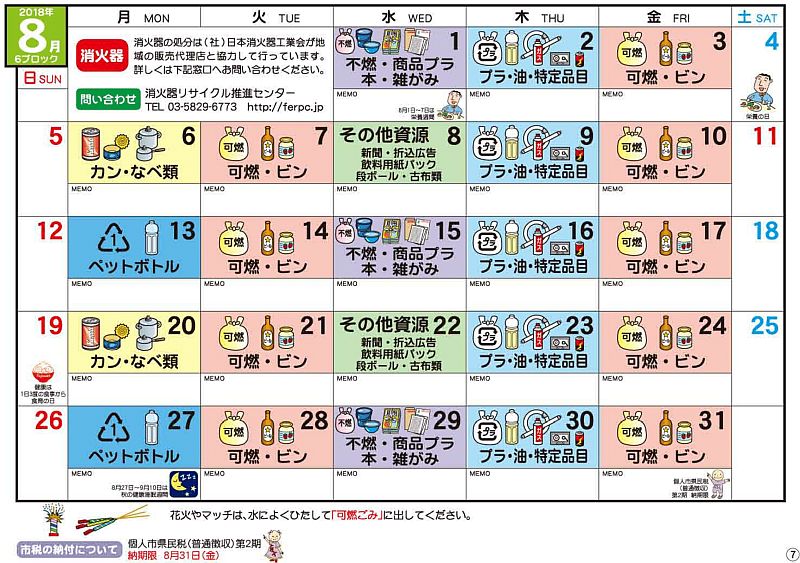 2018年
8月
6ブロック
日 SUN
月 MON
火 TUE
水 WED
木 THU
金 FRI
土 SAT
消火器
消火器の処分は(社)日本消火器工業会が地
域の販売代理店と協力して行っています。
詳しくは下記窓口へお問い合わせください。
問い合わせ
消火器リサイクル推進センター
TEL 03-5829-6773 http://ferpc.jp
不燃
1
不燃・商品プラ
本・雑がみ
MEMO
8月1日〜7日は
栄養週間
プラ
2
プラ・油・特定品目
MEMO
可燃
3
可燃・ビン
MEMO
4
栄養の日
5
6
カン・なべ類
MEMO
可燃
7
可燃・ビン
MEMO
その他資源 8
新聞・折込広告
飲料用紙パック
段ボール・古布類
MEMO
プラ
9
プラ・油・特定品目
MEMO
可燃
10
可燃・ビン
MEMO
11
12
1
13
ペットボトル
MEMO
可燃
14
可燃・ビン
MEMO
不燃
15
不燃・商品プラ
本・雑がみ
MEMO
プラ
16
プラ・油・特定品目
MEMO
可燃
17
可燃・ビン
MEMO
18
19
健康は
1日3度の食事から
食育の日
20
カン・なべ類
MEMO
可燃
21
可燃・ビン
MEMO
その他資源 22
新聞・折込広告
飲料用紙パック
段ボール・古布類
MEMO
プラ
23
プラ・油・特定品目
MEMO
可燃
24
可燃・ビン
MEMO
25
26
1
27
ペットボトル
MEMO
8月27日〜9月10日は
秋の健康睡眠週間
可燃
28
可燃・ビン
MEMO
不燃
29
不燃・商品プラ
本・雑がみ
MEMO
プラ
30
プラ・油・特定品目
MEMO
可燃
31
可燃・ビン
MEMO
個人市県民税
(普通徴収)
第2期 納期限
花火やマッチは、水によくひたして「可燃ごみ」に出してください。
市税の納付について
個人市県民税(普通徴収)第2期
納期限 8月31日(金)
⑦